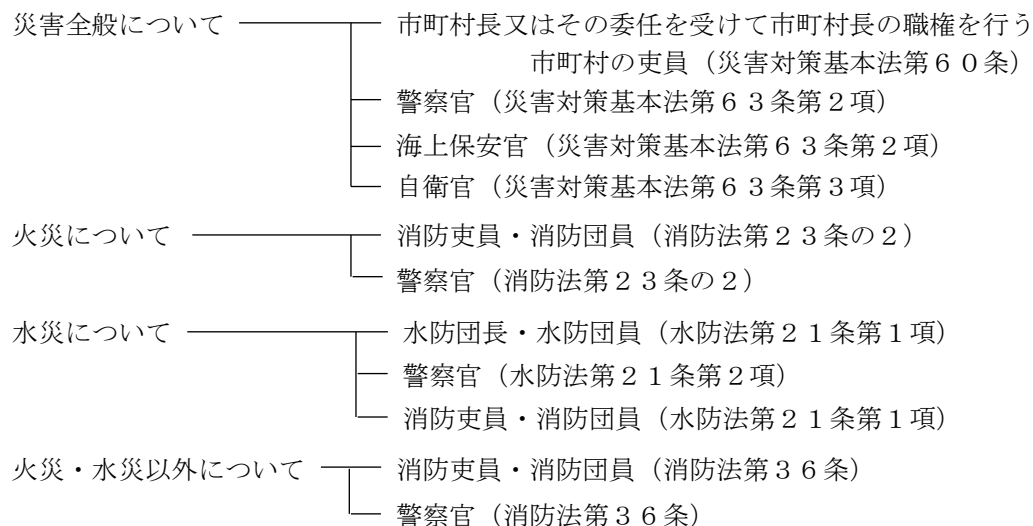 災害全般について 市町村長又はその委任を受けて市町村長の職権を行う
市町村の吏員（災害対策基本法第６０条）
警察官（災害対策基本法第６３条第２項）
海上保安官（災害対策基本法第６３条第２項）
自衛官（災害対策基本法第６３条第３項）
火災について 消防吏員・消防団員（消防法第２３条の２）
警察官（消防法第２３条の２）
水災について 水防団長・水防団員（水防法第２１条第１項）
警察官（水防法第２１条第２項）
消防吏員・消防団員（水防法第２１条第１項）
火災・水災以外について 消防吏員・消防団員（消防法第３６条）
警察官（消防法第３６条）